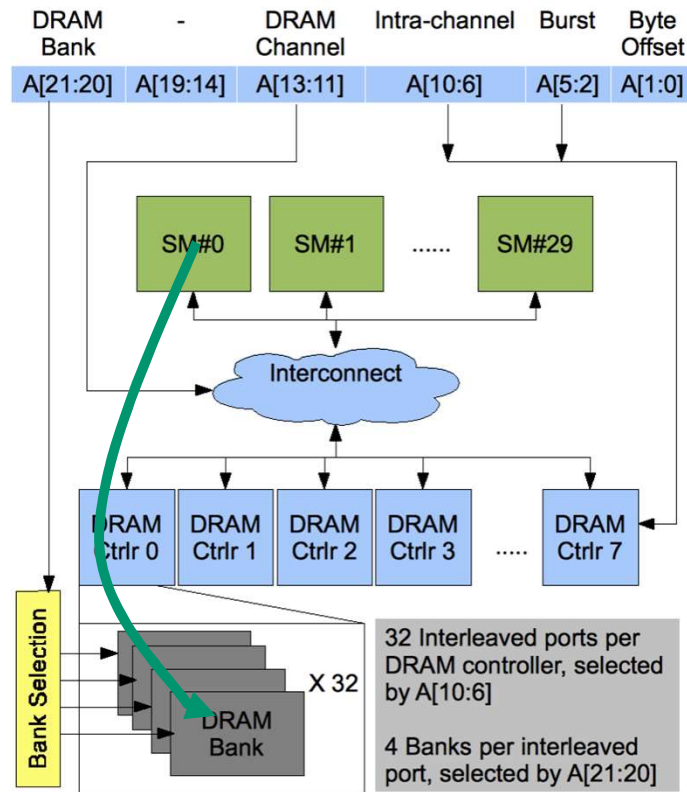 DRAM Bank - DRAM Channel Intra-channel Burst Byte Offset
A[21:20] A[19:14] A[13:11] A[10:6] A[5:2] A[1:0]
SM#0 SM#1 ...... SM#29
Interconnect
DRAM Ctrlr 0 DRAM Ctrlr 1 DRAM Ctrlr 2 DRAM Ctrlr 3 ..... DRAM Ctrlr 7
Bank Selection
DRAM
Bank
X 32
32 Interleaved ports per
DRAM controller, selected
by A[10:6]
4 Banks per interleaved
port, selected by A[21:20]